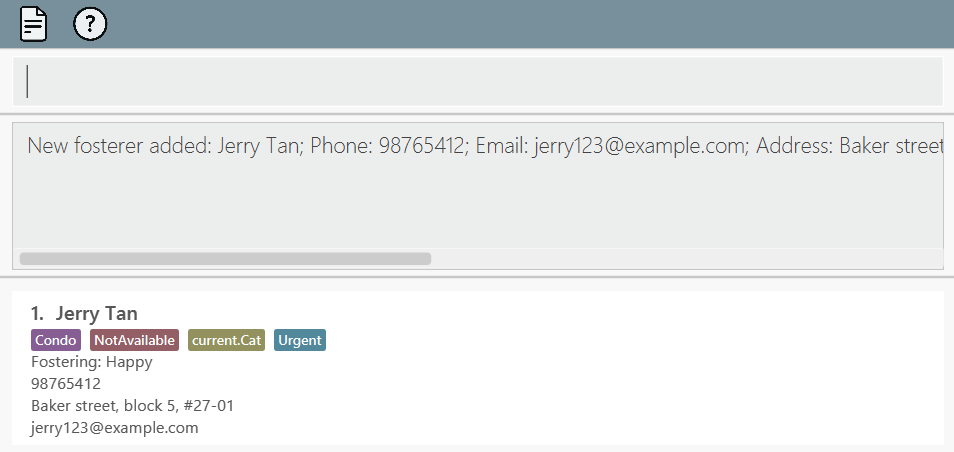 ?
New fosterer added: Jerry Tan; Phone: 98765412; Email: jerry123@example.com; Address: Baker street
1. Jerry Tan
Condo NotAvailable current.Cat Urgent
Fostering: Happy
98765412
Baker street, block 5, #27-01
jerry123@example.com